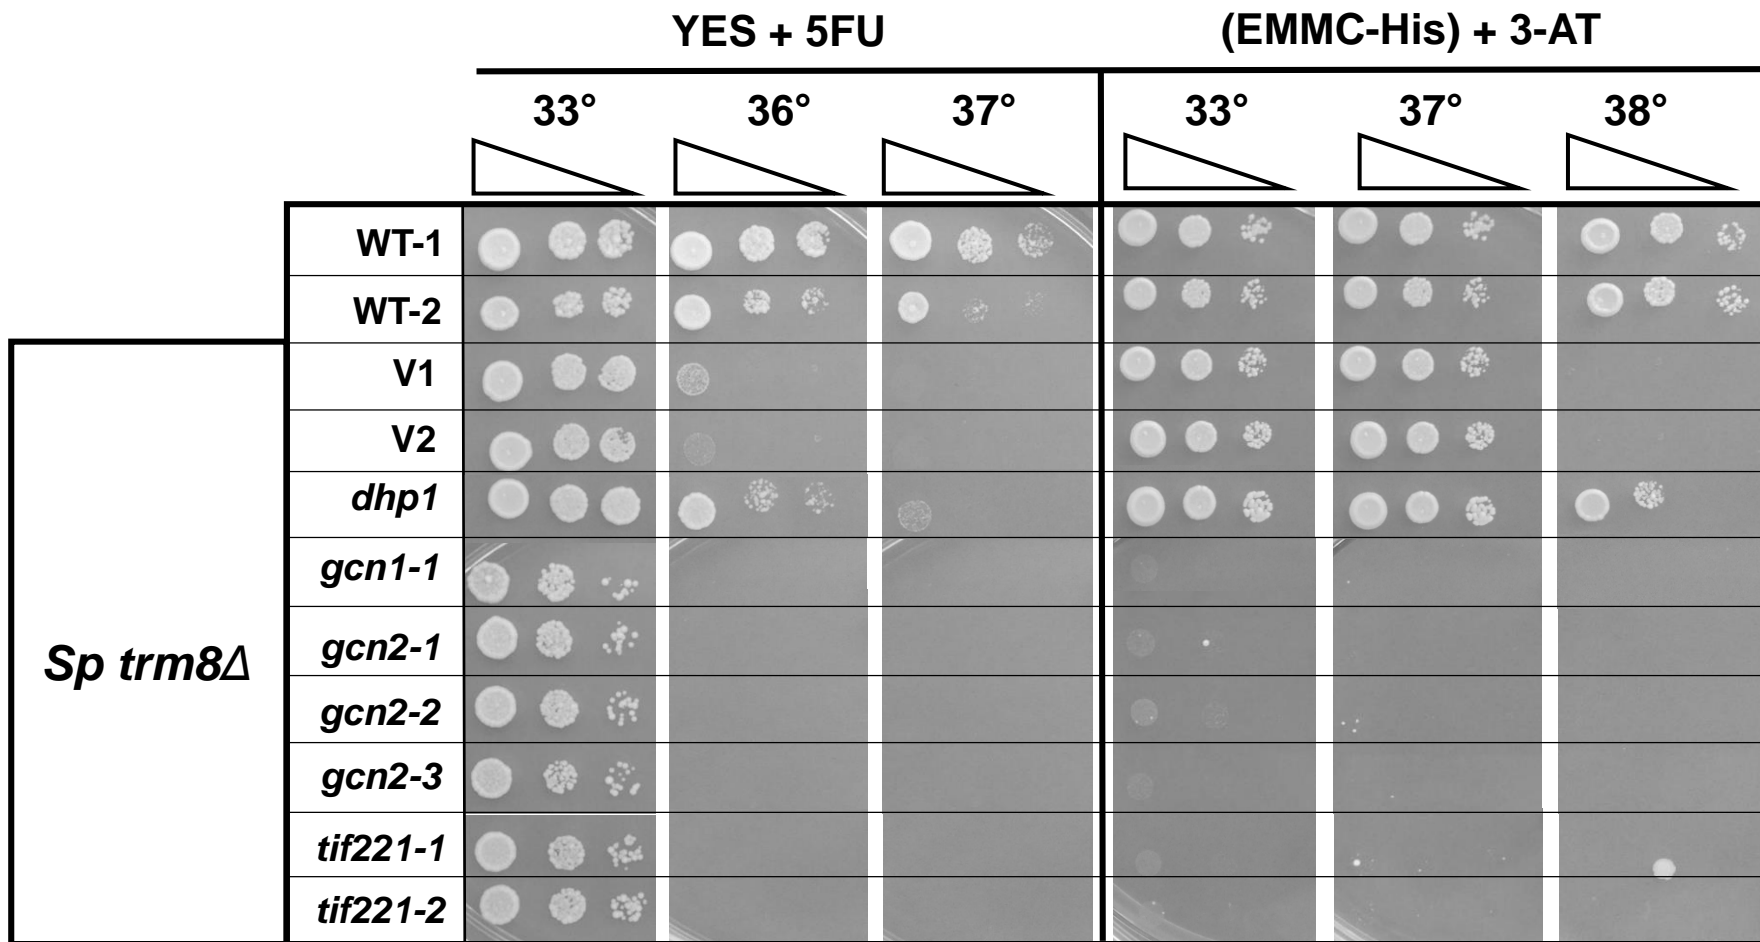 YES + 5FU (EMMC-His) + 3-AT
33° 36° 37° 33° 37° 38°
WT-1
WT-2
V1
V2
dhp1
gcn1-1
gcn2-1
Sp trm8Δ
gcn2-2
gcn2-3
tif221-1
tif221-2